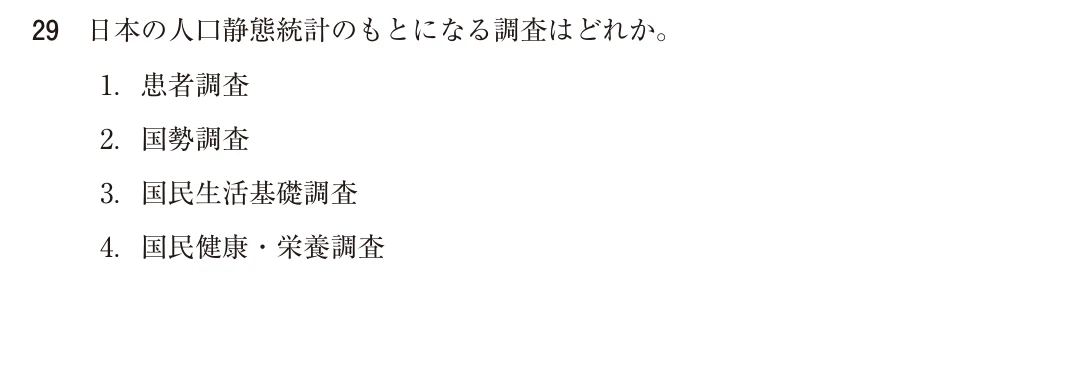 29 日本の人口静態統計のもとになる調査はどれか。
1. 患者調査
2. 国勢調査
3. 国民生活基礎調査
4. 国民健康・栄養調査